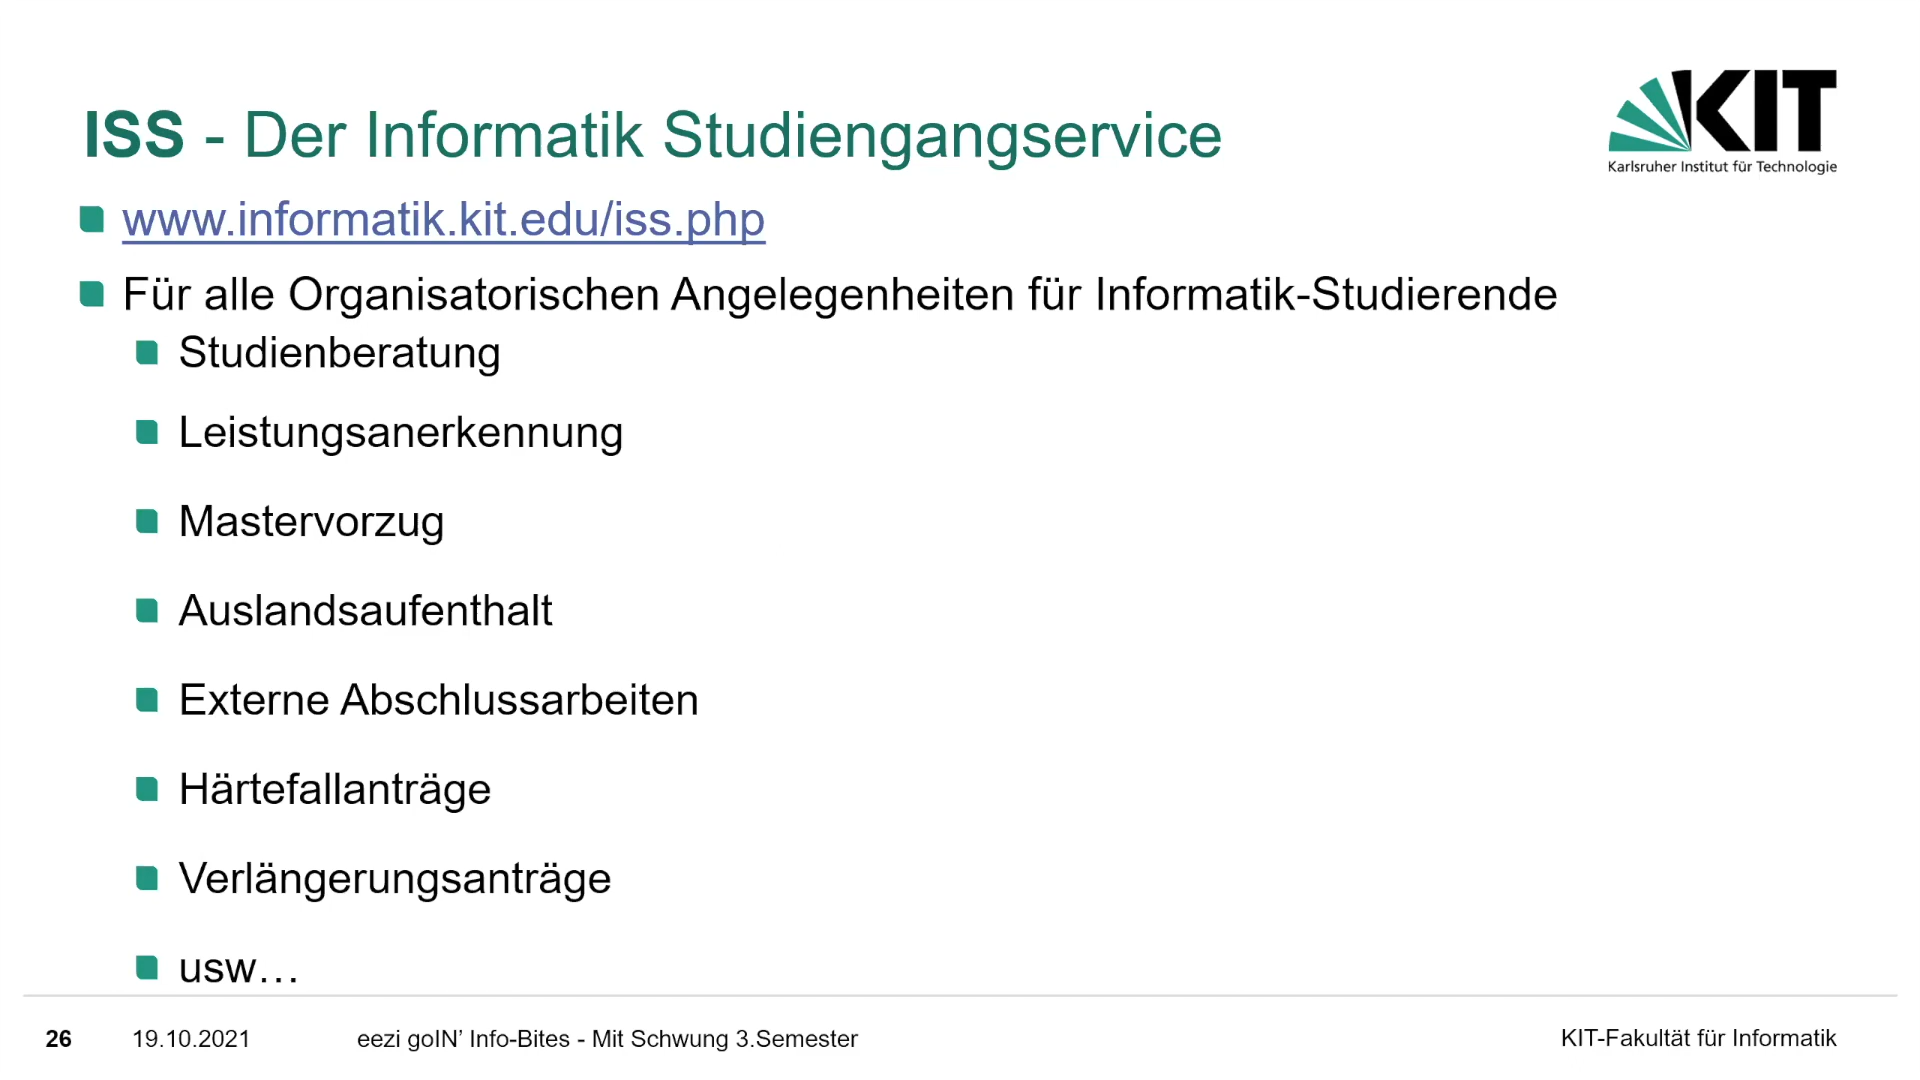 ISS - Der Informatik Studiengangservice
KIT
Karlsruher Institut für Technologie
www.informatik.kit.edu/iss.php
Für alle Organisatorischen Angelegenheiten für Informatik-Studierende
Studienberatung
Leistungsanerkennung
Mastervorzug
Auslandsaufenthalt
Externe Abschlussarbeiten
Härtefallanträge
Verlängerungsanträge
usw…
26 19.10.2021 eezi goIN’ Info-Bites - Mit Schwung 3.Semester KIT-Fakultät für Informatik